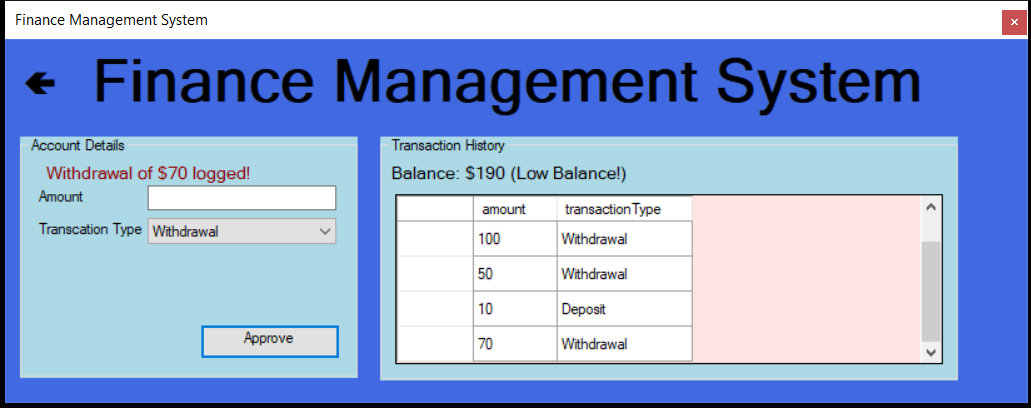 Finance Management System
Finance Management System
Account Details
Withdrawal of $70 logged!
Amount
Transcation Type Withdrawal
Approve
Transaction History
Balance: $190 (Low Balance!)
amount transactionType
100 Withdrawal
50 Withdrawal
10 Deposit
70 Withdrawal